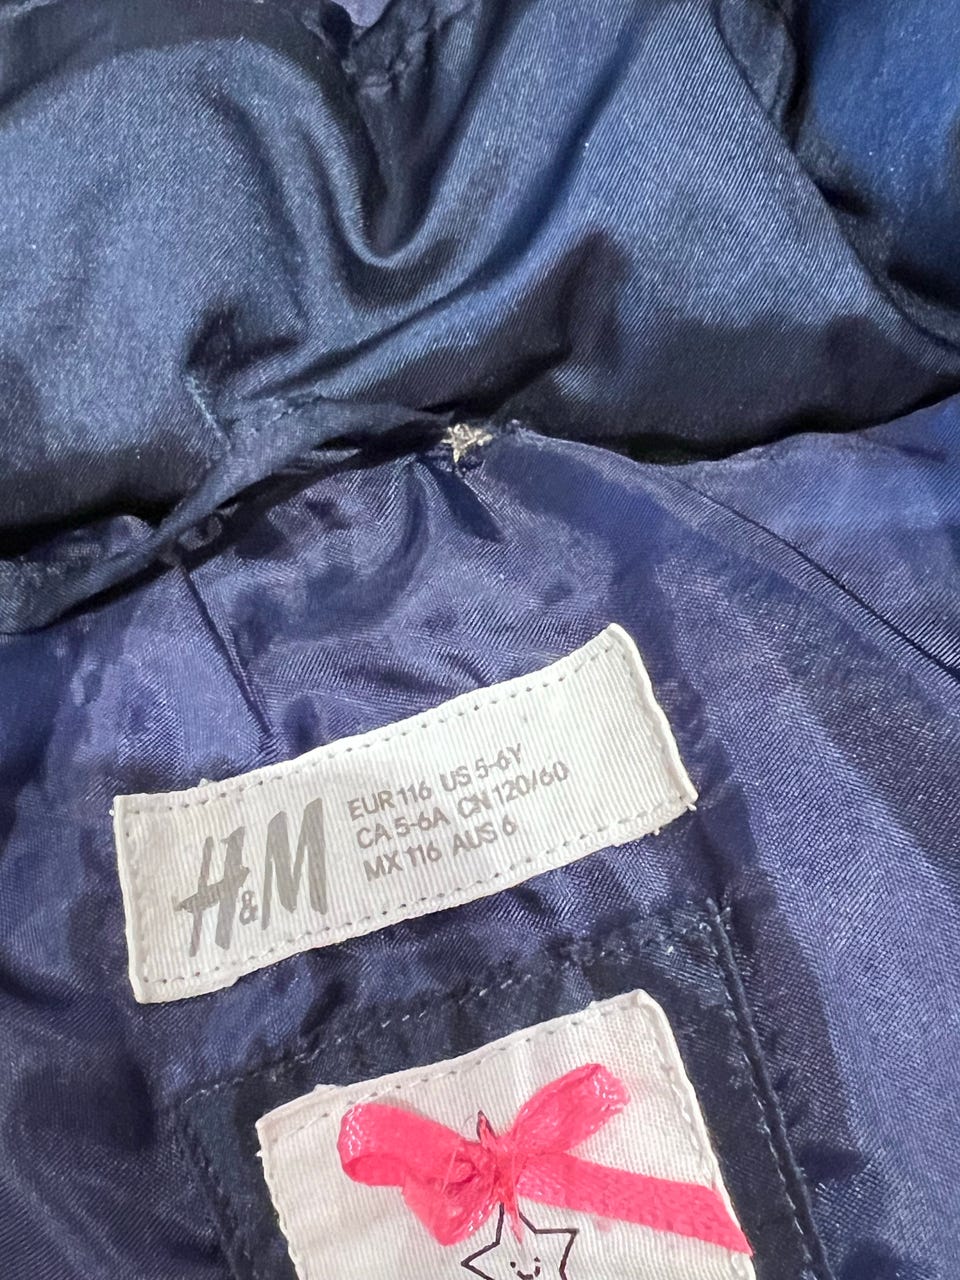 H&M
EUR 116 US 5-6Y
CA 5-6A CN 120/60
MX 116 AUS 6